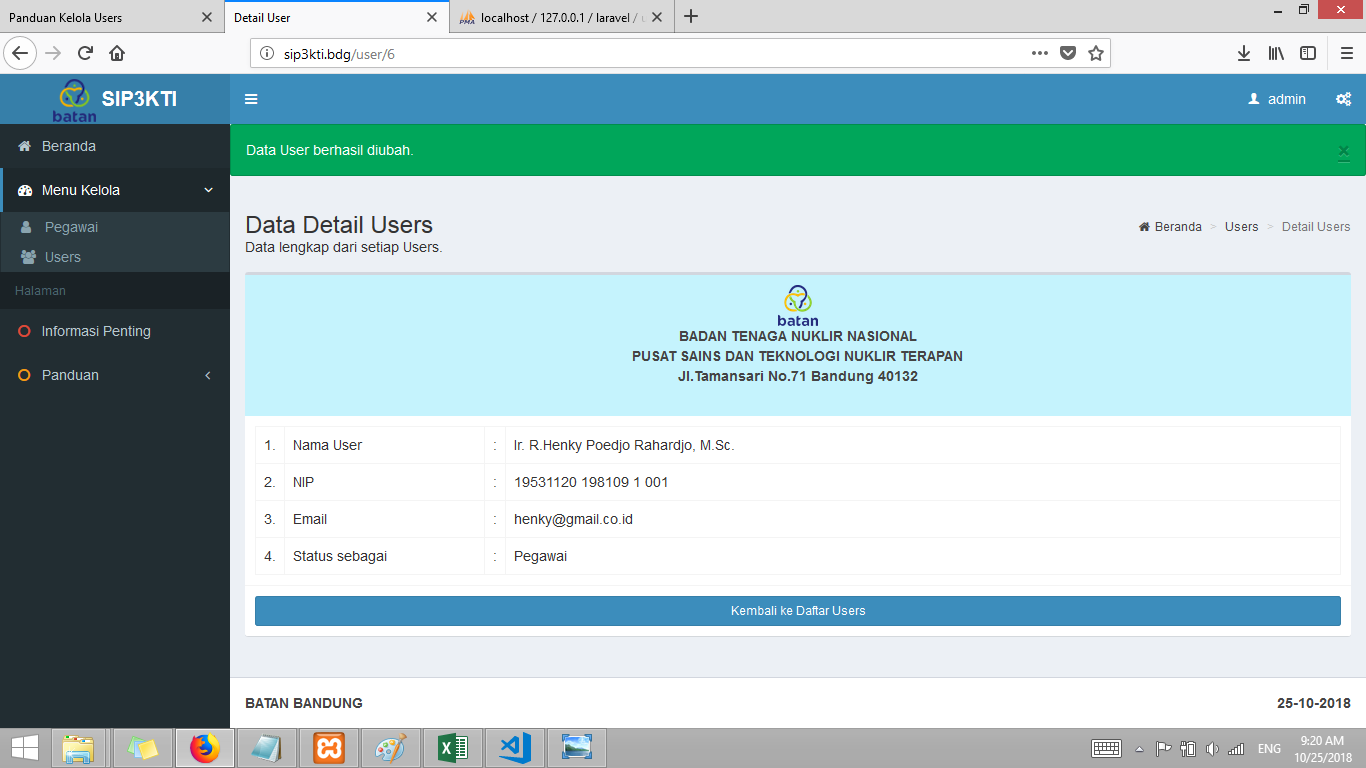 Panduan Kelola Users
Detail User
localhost / 127.0.0.1 / laravel /
sip3kti.bdg/user/6
batan
SIP3KTI
admin
Beranda
Data User berhasil diubah.
×
Menu Kelola
Pegawai
Users
Halaman
Informasi Penting
Panduan
Data Detail Users
Data lengkap dari setiap Users.
Beranda > Users > Detail Users
batan
BADAN TENAGA NUKLIR NASIONAL
PUSAT SAINS DAN TEKNOLOGI NUKLIR TERAPAN
Jl.Tamansari No.71 Bandung 40132
1. Nama User : Ir. R.Henky Poedjo Rahardjo, M.Sc.
2. NIP : 19531120 198109 1 001
3. Email : henky@gmail.co.id
4. Status sebagai : Pegawai
Kembali ke Daftar Users
BATAN BANDUNG
25-10-2018
ENG
9:20 AM
10/25/2018